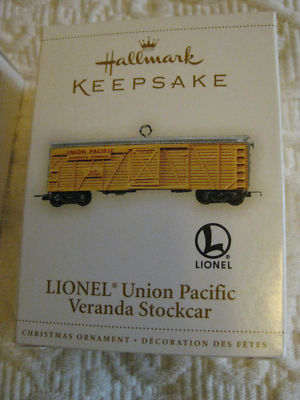 Hallmark
KEEPSAKE
UNION PACIFIC
LIONEL
LIONEL® Union Pacific
Veranda Stockcar
CHRISTMAS ORNAMENT • DÉCORATION DES FÊTES